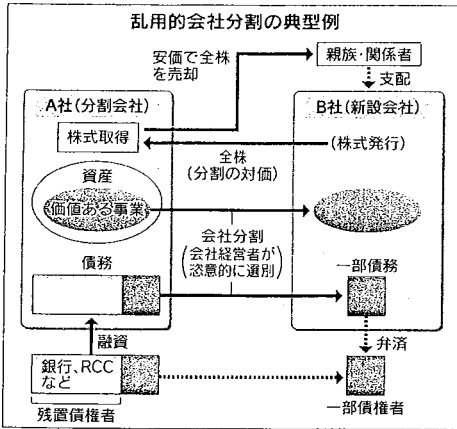 乱用的会社分割の典型例
安価で全株
を売却
親族・関係者
支配
A社(分割会社)
B社(新設会社)
株式取得
(株式発行)
全株
(分割の対価)
資産
価値ある事業
会社分割
(会社経営者が
恣意的に選別)
債務
一部債務
融資
弁済
銀行、RCC
など
残置債権者
一部債権者